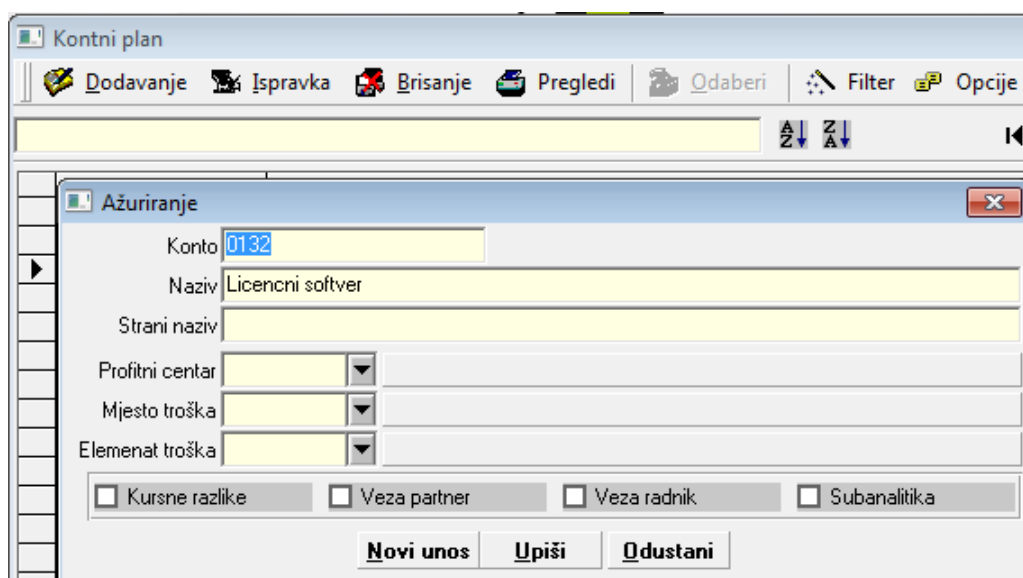 Kontni plan
Dodavanje Ispravka Brisanje Pregledi Odaberi Filter Opcije
Ažuriranje
Konto 0132
Naziv Licencni softver
Strani naziv
Profitni centar
Mjesto troška
Elemenat troška
Kursne razlike Veza partner Veza radnik Subanalitika
Novi unos Upiši Odustani